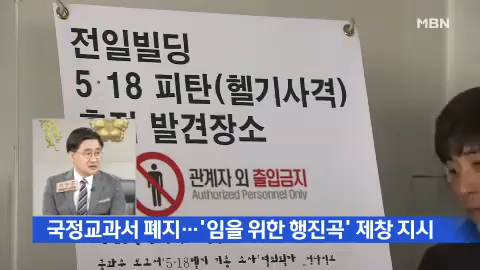 MBN
전일빌딩
5·18 피탄(헬기사격)
흔적 발견장소
관계자 외 출입금지
Authorized Personnel Only
국정교과서 폐지…'임을 위한 행진곡' 제창 지시